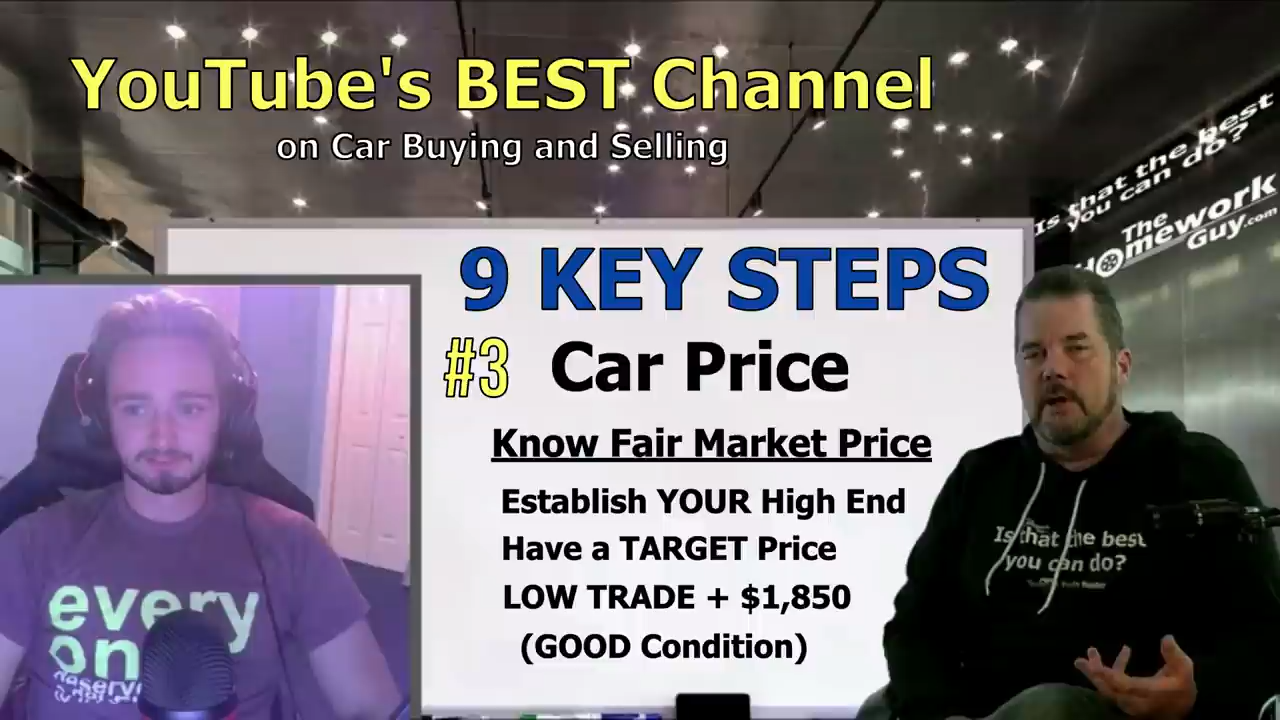 YouTube's BEST Channel
on Car Buying and Selling
Is that the best
you can do?
The
Homework
Guy.com
9 KEY STEPS
#3 Car Price
Know Fair Market Price
Establish YOUR High End
Have a TARGET Price
LOW TRADE + $1,850
(GOOD Condition)
Is that the best
you can do?
every
one